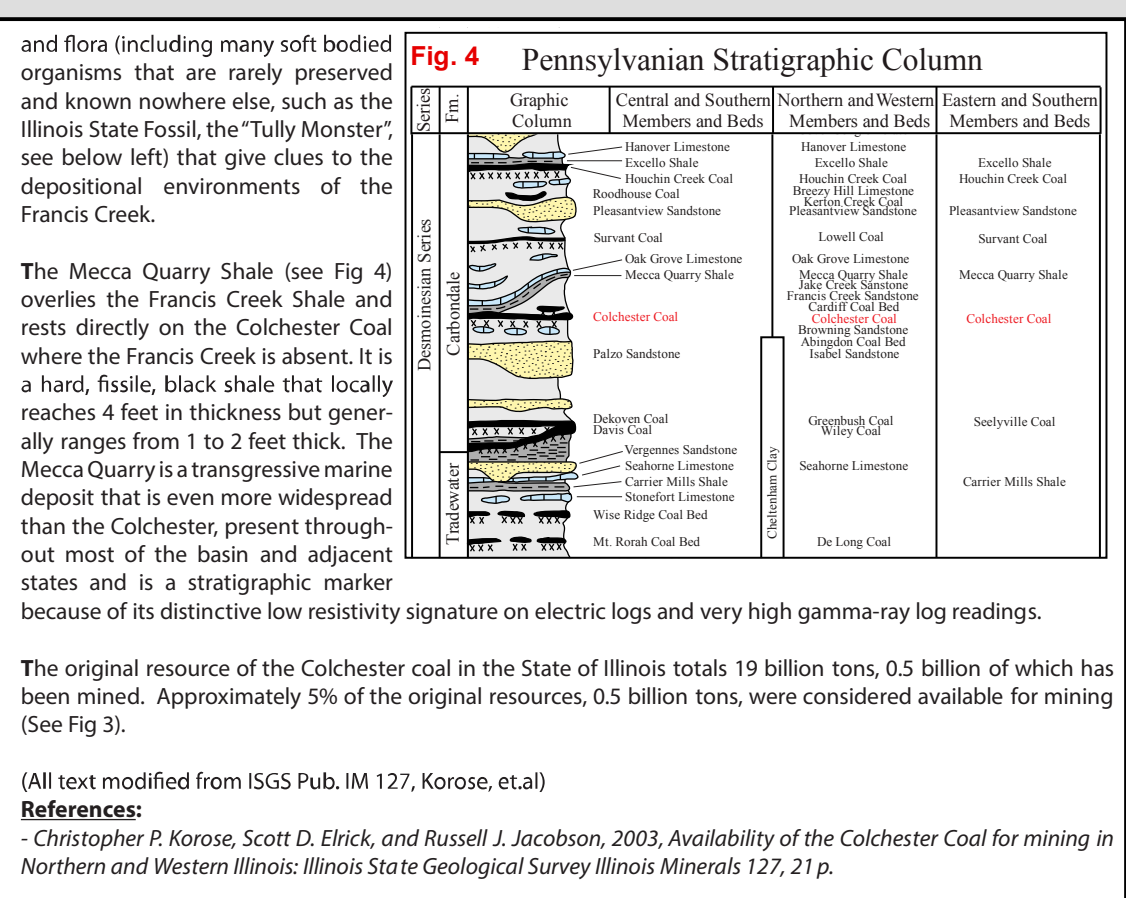 and flora (including many soft bodied
organisms that are rarely preserved
and known nowhere else, such as the
Illinois State Fossil, the “Tully Monster”,
see below left) that give clues to the
depositional environments of the
Francis Creek.
The Mecca Quarry Shale (see Fig 4)
overlies the Francis Creek Shale and
rests directly on the Colchester Coal
where the Francis Creek is absent. It is
a hard, fissile, black shale that locally
reaches 4 feet in thickness but gener-
ally ranges from 1 to 2 feet thick. The
Mecca Quarry is a transgressive marine
deposit that is even more widespread
than the Colchester, present through-
out most of the basin and adjacent
states and is a stratigraphic marker
because of its distinctive low resistivity signature on electric logs and very high gamma-ray log readings.
Fig. 4 Pennsylvanian Stratigraphic Column
Series
Fm.
Graphic
Column
Central and Southern
Members and Beds
Northern and Western
Members and Beds
Eastern and Southern
Members and Beds
Desmoinesian Series
Carbondale
Tradewater
Hanover Limestone
Excello Shale
Houchin Creek Coal
Roodhouse Coal
Pleasantview Sandstone
Survant Coal
Oak Grove Limestone
Mecca Quarry Shale
Colchester Coal
Palzo Sandstone
Dekoven Coal
Davis Coal
Vergennes Sandstone
Seahorne Limestone
Carrier Mills Shale
Stonefort Limestone
Wise Ridge Coal Bed
Mt. Rorah Coal Bed
Cheltenham Clay
Hanover Limestone
Excello Shale
Houchin Creek Coal
Breezy Hill Limestone
Kerton Creek Coal
Pleasantview Sandstone
Lowell Coal
Oak Grove Limestone
Mecca Quarry Shale
Jake Creek Sanstone
Francis Creek Sandstone
Cardiff Coal Bed
Colchester Coal
Browning Sandstone
Abingdon Coal Bed
Isabel Sandstone
Greenbush Coal
Wiley Coal
Seahorne Limestone
De Long Coal
Excello Shale
Houchin Creek Coal
Pleasantview Sandstone
Survant Coal
Mecca Quarry Shale
Colchester Coal
Seelyville Coal
Carrier Mills Shale
The original resource of the Colchester coal in the State of Illinois totals 19 billion tons, 0.5 billion of which has
been mined. Approximately 5% of the original resources, 0.5 billion tons, were considered available for mining
(See Fig 3).
(All text modified from ISGS Pub. IM 127, Korose, et.al)
References:
- Christopher P. Korose, Scott D. Elrick, and Russell J. Jacobson, 2003, Availability of the Colchester Coal for mining in
Northern and Western Illinois: Illinois State Geological Survey Illinois Minerals 127, 21 p.